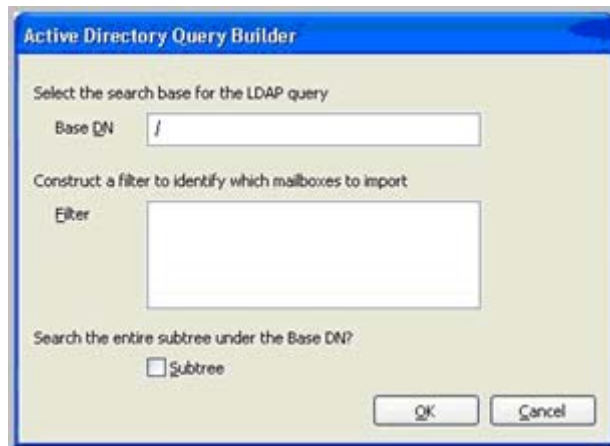 Active Directory Query Builder
Select the search base for the LDAP query
Base DN
/
Construct a filter to identify which mailboxes to import
Filter
Search the entire subtree under the Base DN?
Subtree
OK
Cancel